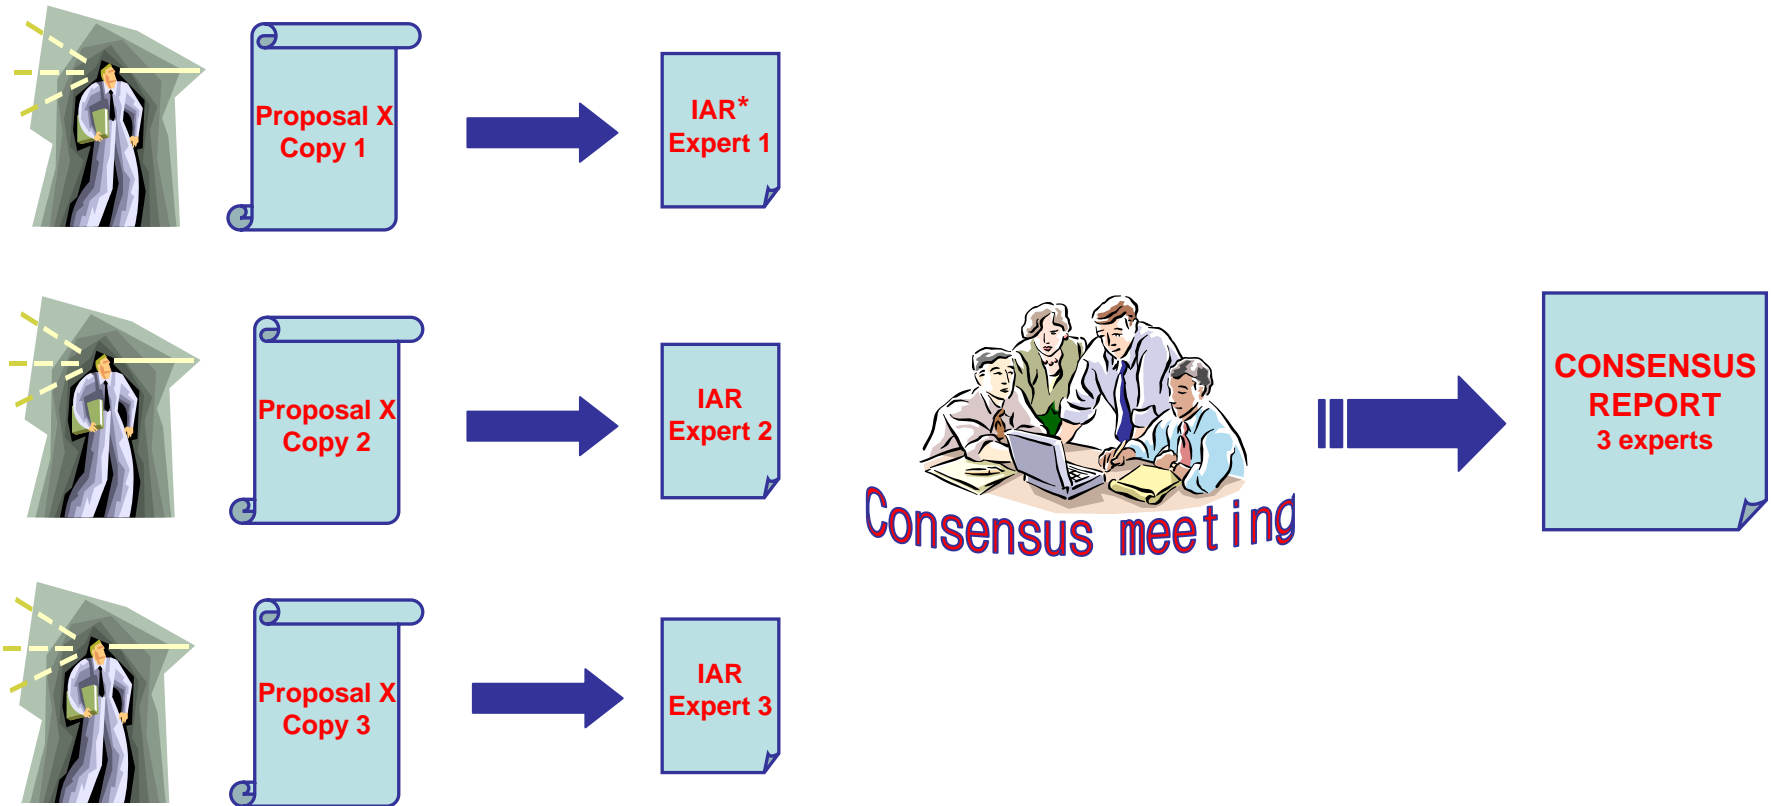 Proposal X
Copy 1
IAR*
Expert 1
Proposal X
Copy 2
IAR
Expert 2
Consensus meeting
CONSENSUS
REPORT
3 experts
Proposal X
Copy 3
IAR
Expert 3